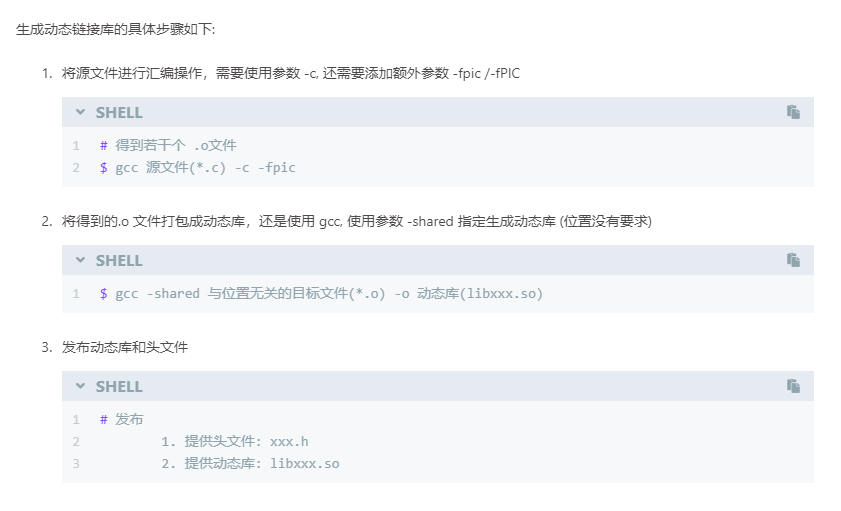 生成动态链接库的具体步骤如下:
1. 将源文件进行汇编操作，需要使用参数 -c, 还需要添加额外参数 -fpic /-fPIC
SHELL
1 # 得到若干个 .o文件
2 $ gcc 源文件(*.c) -c -fpic
2. 将得到的.o 文件打包成动态库，还是使用 gcc, 使用参数 -shared 指定生成动态库 (位置没有要求)
SHELL
1 $ gcc -shared 与位置无关的目标文件(*.o) -o 动态库(libxxx.so)
3. 发布动态库和头文件
SHELL
1 # 发布
2 1. 提供头文件: xxx.h
3 2. 提供动态库: libxxx.so